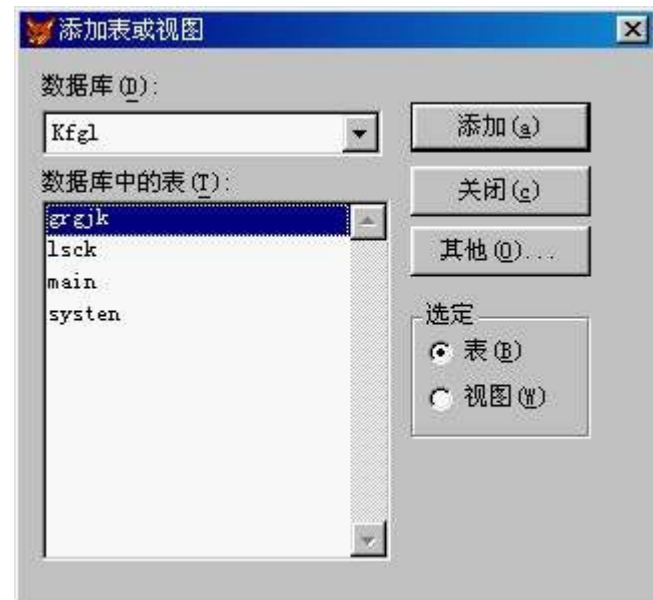 添加表或视图
数据库(D):
Kfgl
添加(a)
数据库中的表(T):
关闭(c)
grgjk
lsck
其他(O)...
main
systen
选定
表(B)
视图(W)